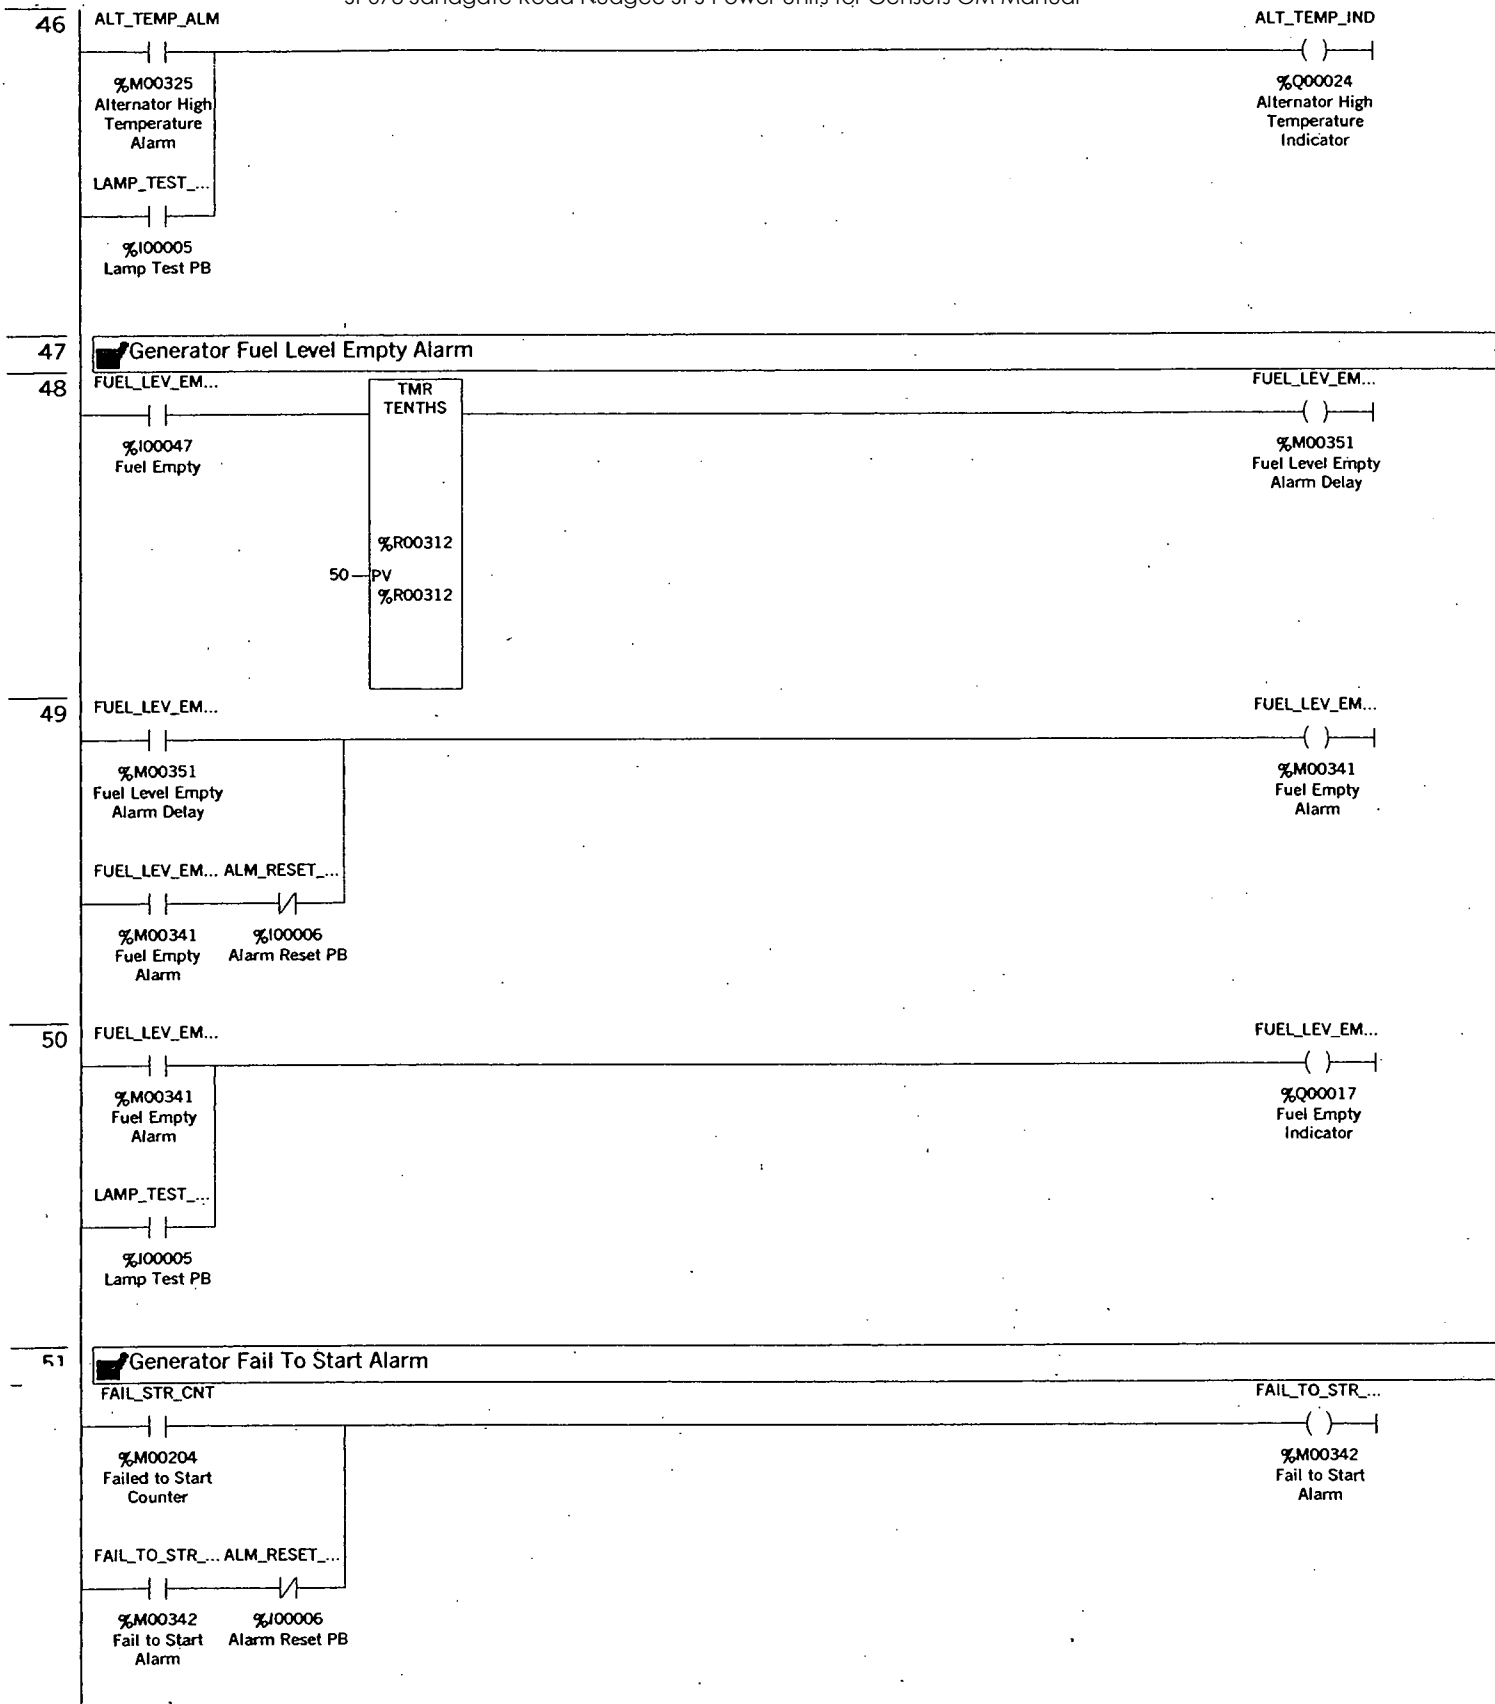 46
ALT_TEMP_ALM
ALT_TEMP_IND
%M00325
Alternator High
Temperature
Alarm
%Q00024
Alternator High
Temperature
Indicator
LAMP_TEST_...
%I00005
Lamp Test PB
47
Generator Fuel Level Empty Alarm
48
FUEL_LEV_EM...
TMR
TENTHS
FUEL_LEV_EM...
%I00047
Fuel Empty
%M00351
Fuel Level Empty
Alarm Delay
%R00312
50
PV
%R00312
49
FUEL_LEV_EM...
FUEL_LEV_EM...
%M00351
Fuel Level Empty
Alarm Delay
%M00341
Fuel Empty
Alarm
FUEL_LEV_EM... ALM_RESET_...
%M00341
Fuel Empty
Alarm
%I00006
Alarm Reset PB
50
FUEL_LEV_EM...
FUEL_LEV_EM...
%M00341
Fuel Empty
Alarm
%Q00017
Fuel Empty
Indicator
LAMP_TEST_...
%I00005
Lamp Test PB
51
Generator Fail To Start Alarm
FAIL_STR_CNT
FAIL_TO_STR_...
%M00204
Failed to Start
Counter
%M00342
Fail to Start
Alarm
FAIL_TO_STR_... ALM_RESET_...
%M00342
Fail to Start
Alarm
%I00006
Alarm Reset PB